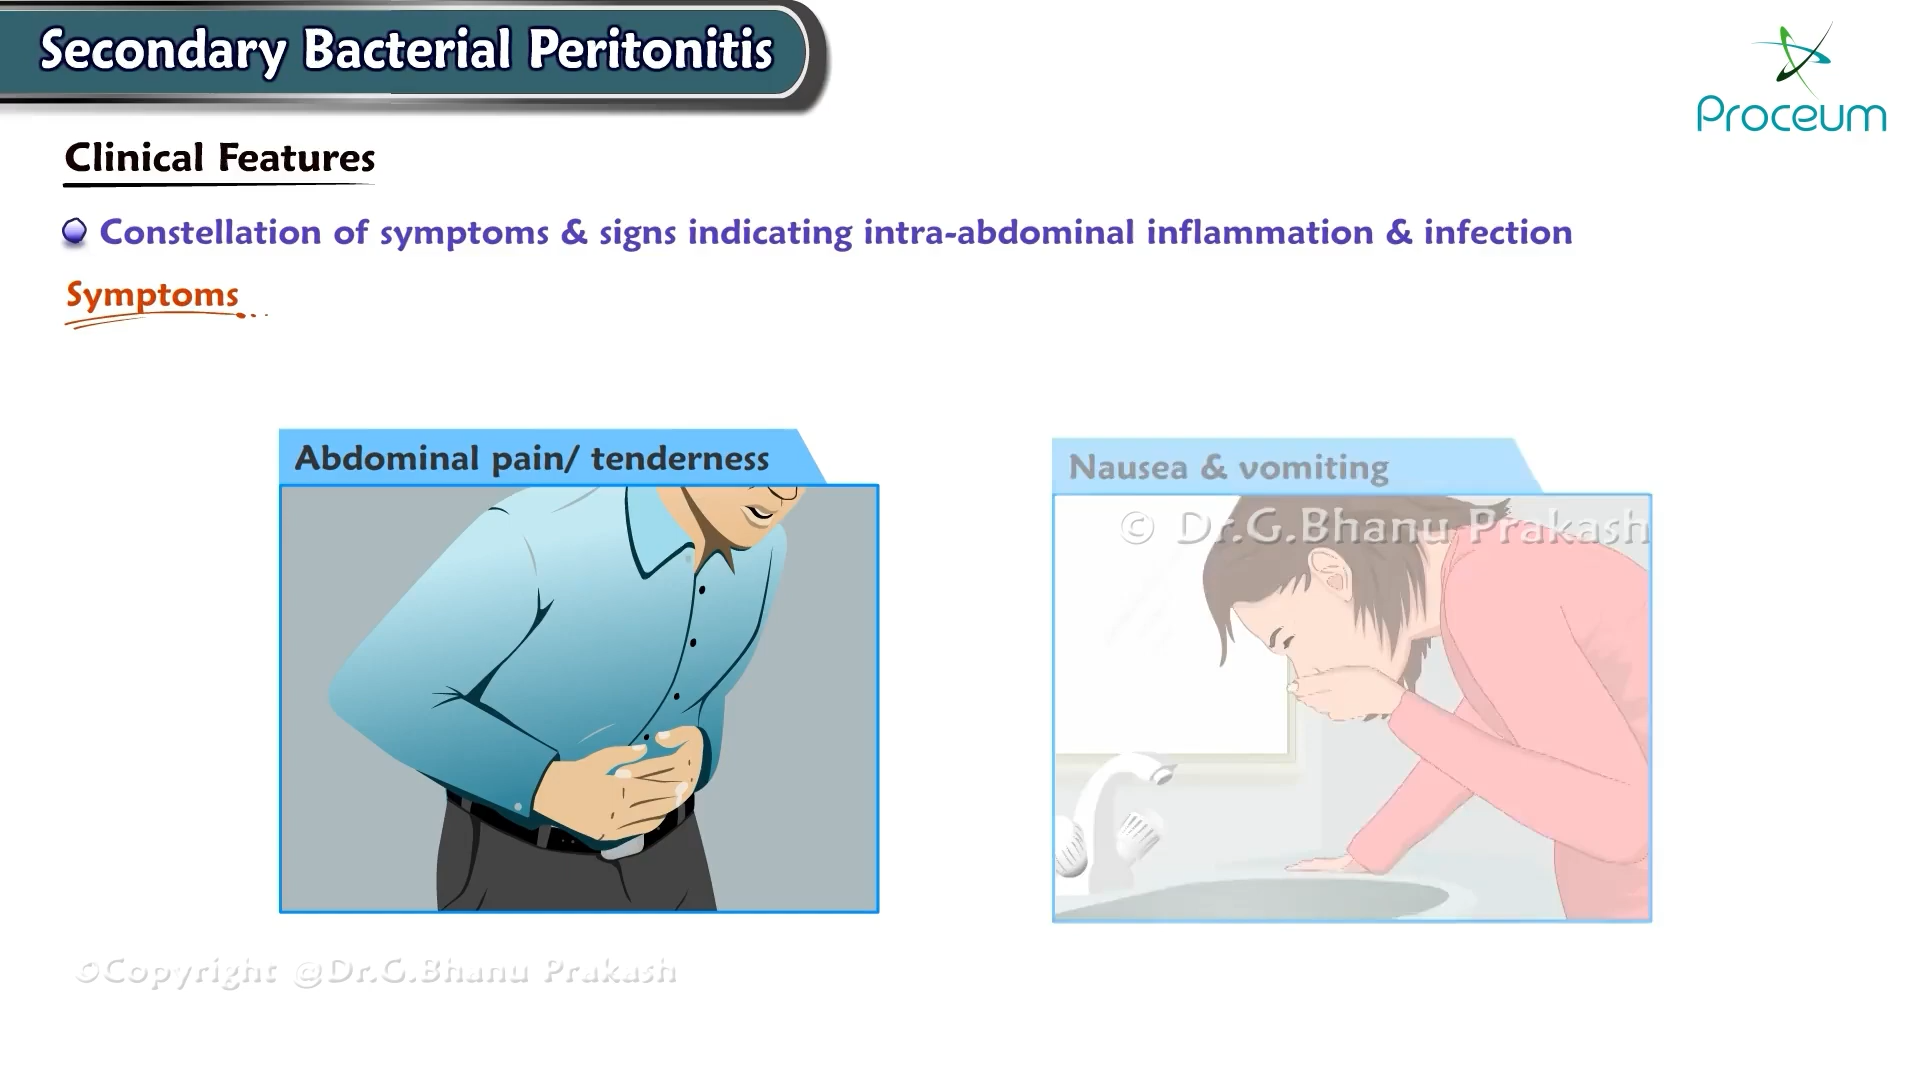 Secondary Bacterial Peritonitis
Proceum
Clinical Features
Constellation of symptoms & signs indicating intra-abdominal inflammation & infection
Symptoms
Abdominal pain/ tenderness
Nausea & vomiting
© Dr.G.Bhanu Prakash
©Copyright @Dr.G.Bhanu Prakash